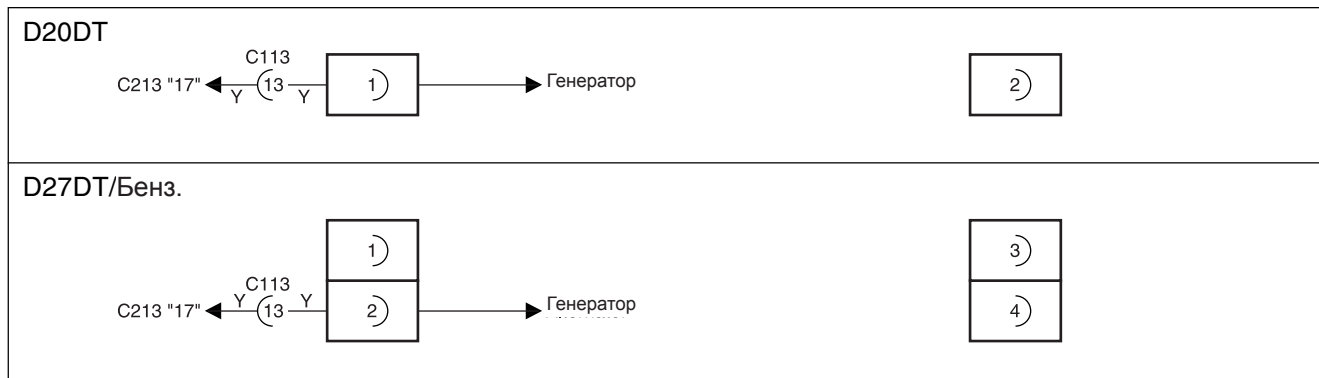 D20DT
C113
C213 "17" Y 13 Y 1 Генератор 2
D27DT/Бенз.
1 3
C113
C213 "17" Y 13 Y 2 Генератор 4